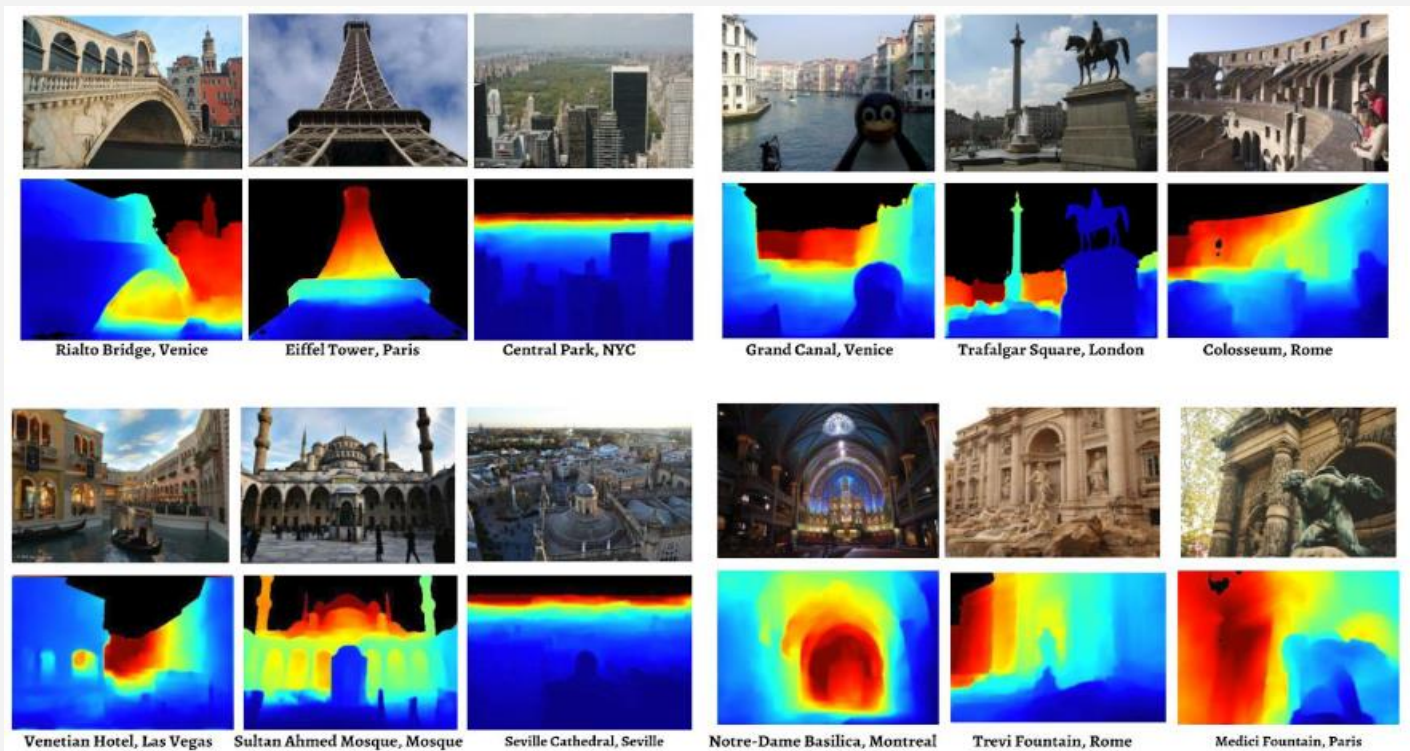 Rialto Bridge, Venice
Eiffel Tower, Paris
Central Park, NYC
Grand Canal, Venice
Trafalgar Square, London
Colosseum, Rome
Venetian Hotel, Las Vegas
Sultan Ahmed Mosque, Mosque
Seville Cathedral, Seville
Notre-Dame Basilica, Montreal
Trevi Fountain, Rome
Medici Fountain, Paris